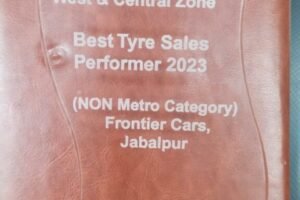 West & Central Zone
Best Tyre Sales
Performer 2023
(NON Metro Category)
Frontier Cars,
Jabalpur